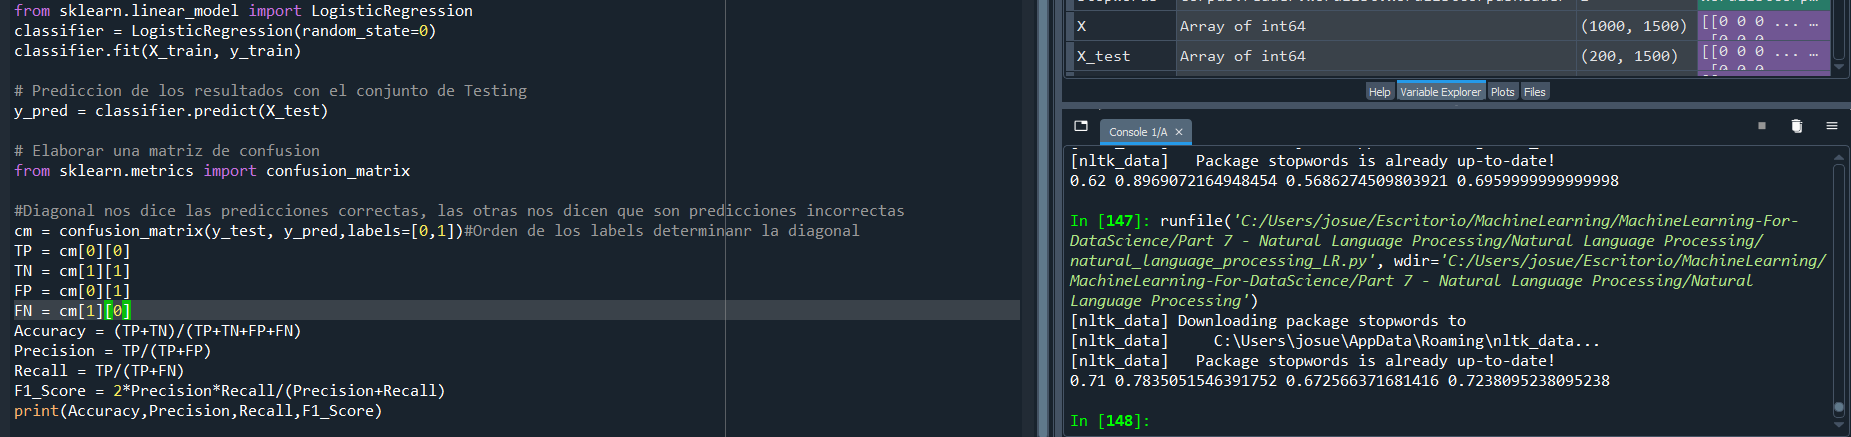 from sklearn.linear_model import LogisticRegression
classifier = LogisticRegression(random_state=0)
classifier.fit(X_train, y_train)
# Prediccion de los resultados con el conjunto de Testing
y_pred = classifier.predict(X_test)
# Elaborar una matriz de confusion
from sklearn.metrics import confusion_matrix
#Diagonal nos dice las predicciones correctas, las otras nos dicen que son predicciones incorrectas
cm = confusion_matrix(y_test, y_pred,labels=[0,1])#Orden de los labels determinanr la diagonal
TP = cm[0][0]
TN = cm[1][1]
FP = cm[0][1]
FN = cm[1][0]
Accuracy = (TP+TN)/(TP+TN+FP+FN)
Precision = TP/(TP+FP)
Recall = TP/(TP+FN)
F1_Score = 2*Precision*Recall/(Precision+Recall)
print(Accuracy,Precision,Recall,F1_Score)
X Array of int64 (1000, 1500) [[0 0 0 ... …
X_test Array of int64 (200, 1500) [[0 0 0 ... …
[0 0 0
Help Variable Explorer Plots Files
Console 1/A ×
[nltk_data]   Package stopwords is already up-to-date!
0.62 0.8969072164948454 0.5686274509803921 0.6959999999999998
In [147]: runfile('C:/Users/josue/Escritorio/MachineLearning/MachineLearning-For-
DataScience/Part 7 - Natural Language Processing/Natural Language Processing/
natural_language_processing_LR.py', wdir='C:/Users/josue/Escritorio/MachineLearning/
MachineLearning-For-DataScience/Part 7 - Natural Language Processing/Natural
Language Processing')
[nltk_data] Downloading package stopwords to
[nltk_data]     C:\Users\josue\AppData\Roaming\nltk_data...
[nltk_data]   Package stopwords is already up-to-date!
0.71 0.7835051546391752 0.672566371681416 0.7238095238095238
In [148]: